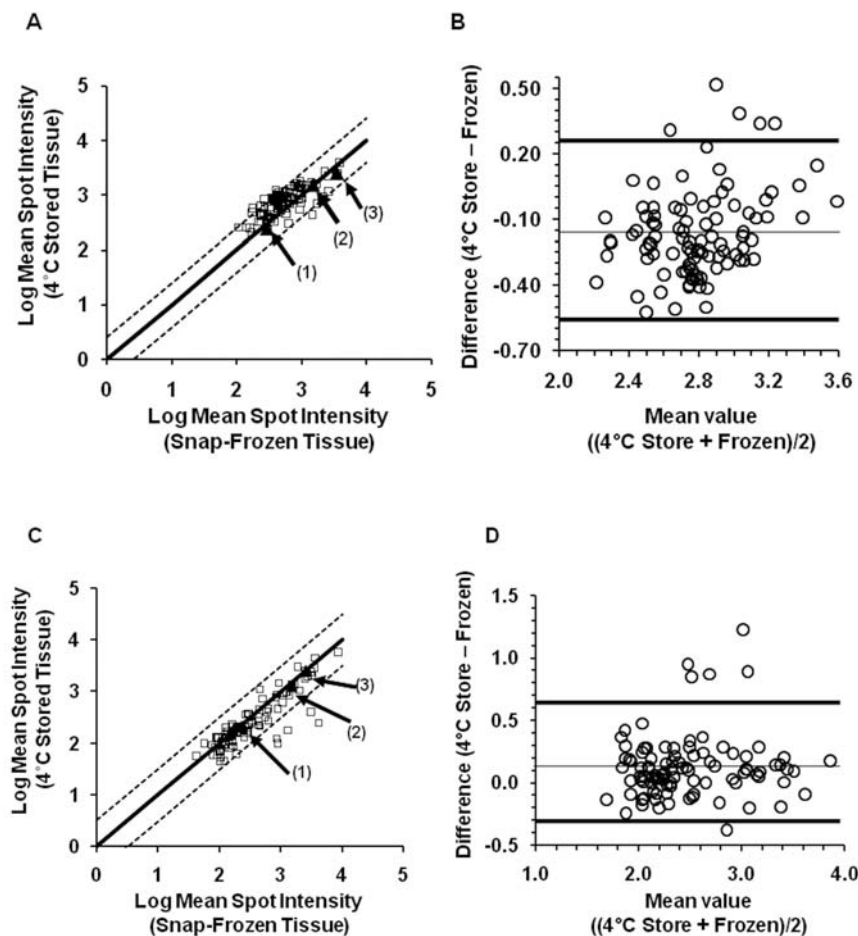 A
Log Mean Spot Intensity
(4°C Stored Tissue)
5
4
3
2
1
0
0 1 2 3 4 5
(1)
(2)
(3)
Log Mean Spot Intensity
(Snap-Frozen Tissue)
B
Difference (4°C Store – Frozen)
0.50
0.20
-0.10
-0.40
-0.70
2.0 2.4 2.8 3.2 3.6
Mean value
((4°C Store + Frozen)/2)
C
Log Mean Spot Intensity
(4°C Stored Tissue)
5
4
3
2
1
0
0 1 2 3 4 5
(1)
(2)
(3)
Log Mean Spot Intensity
(Snap-Frozen Tissue)
D
Difference (4°C Store – Frozen)
1.5
1.0
0.5
0.0
-0.5
1.0 2.0 3.0 4.0
Mean value
((4°C Store + Frozen)/2)